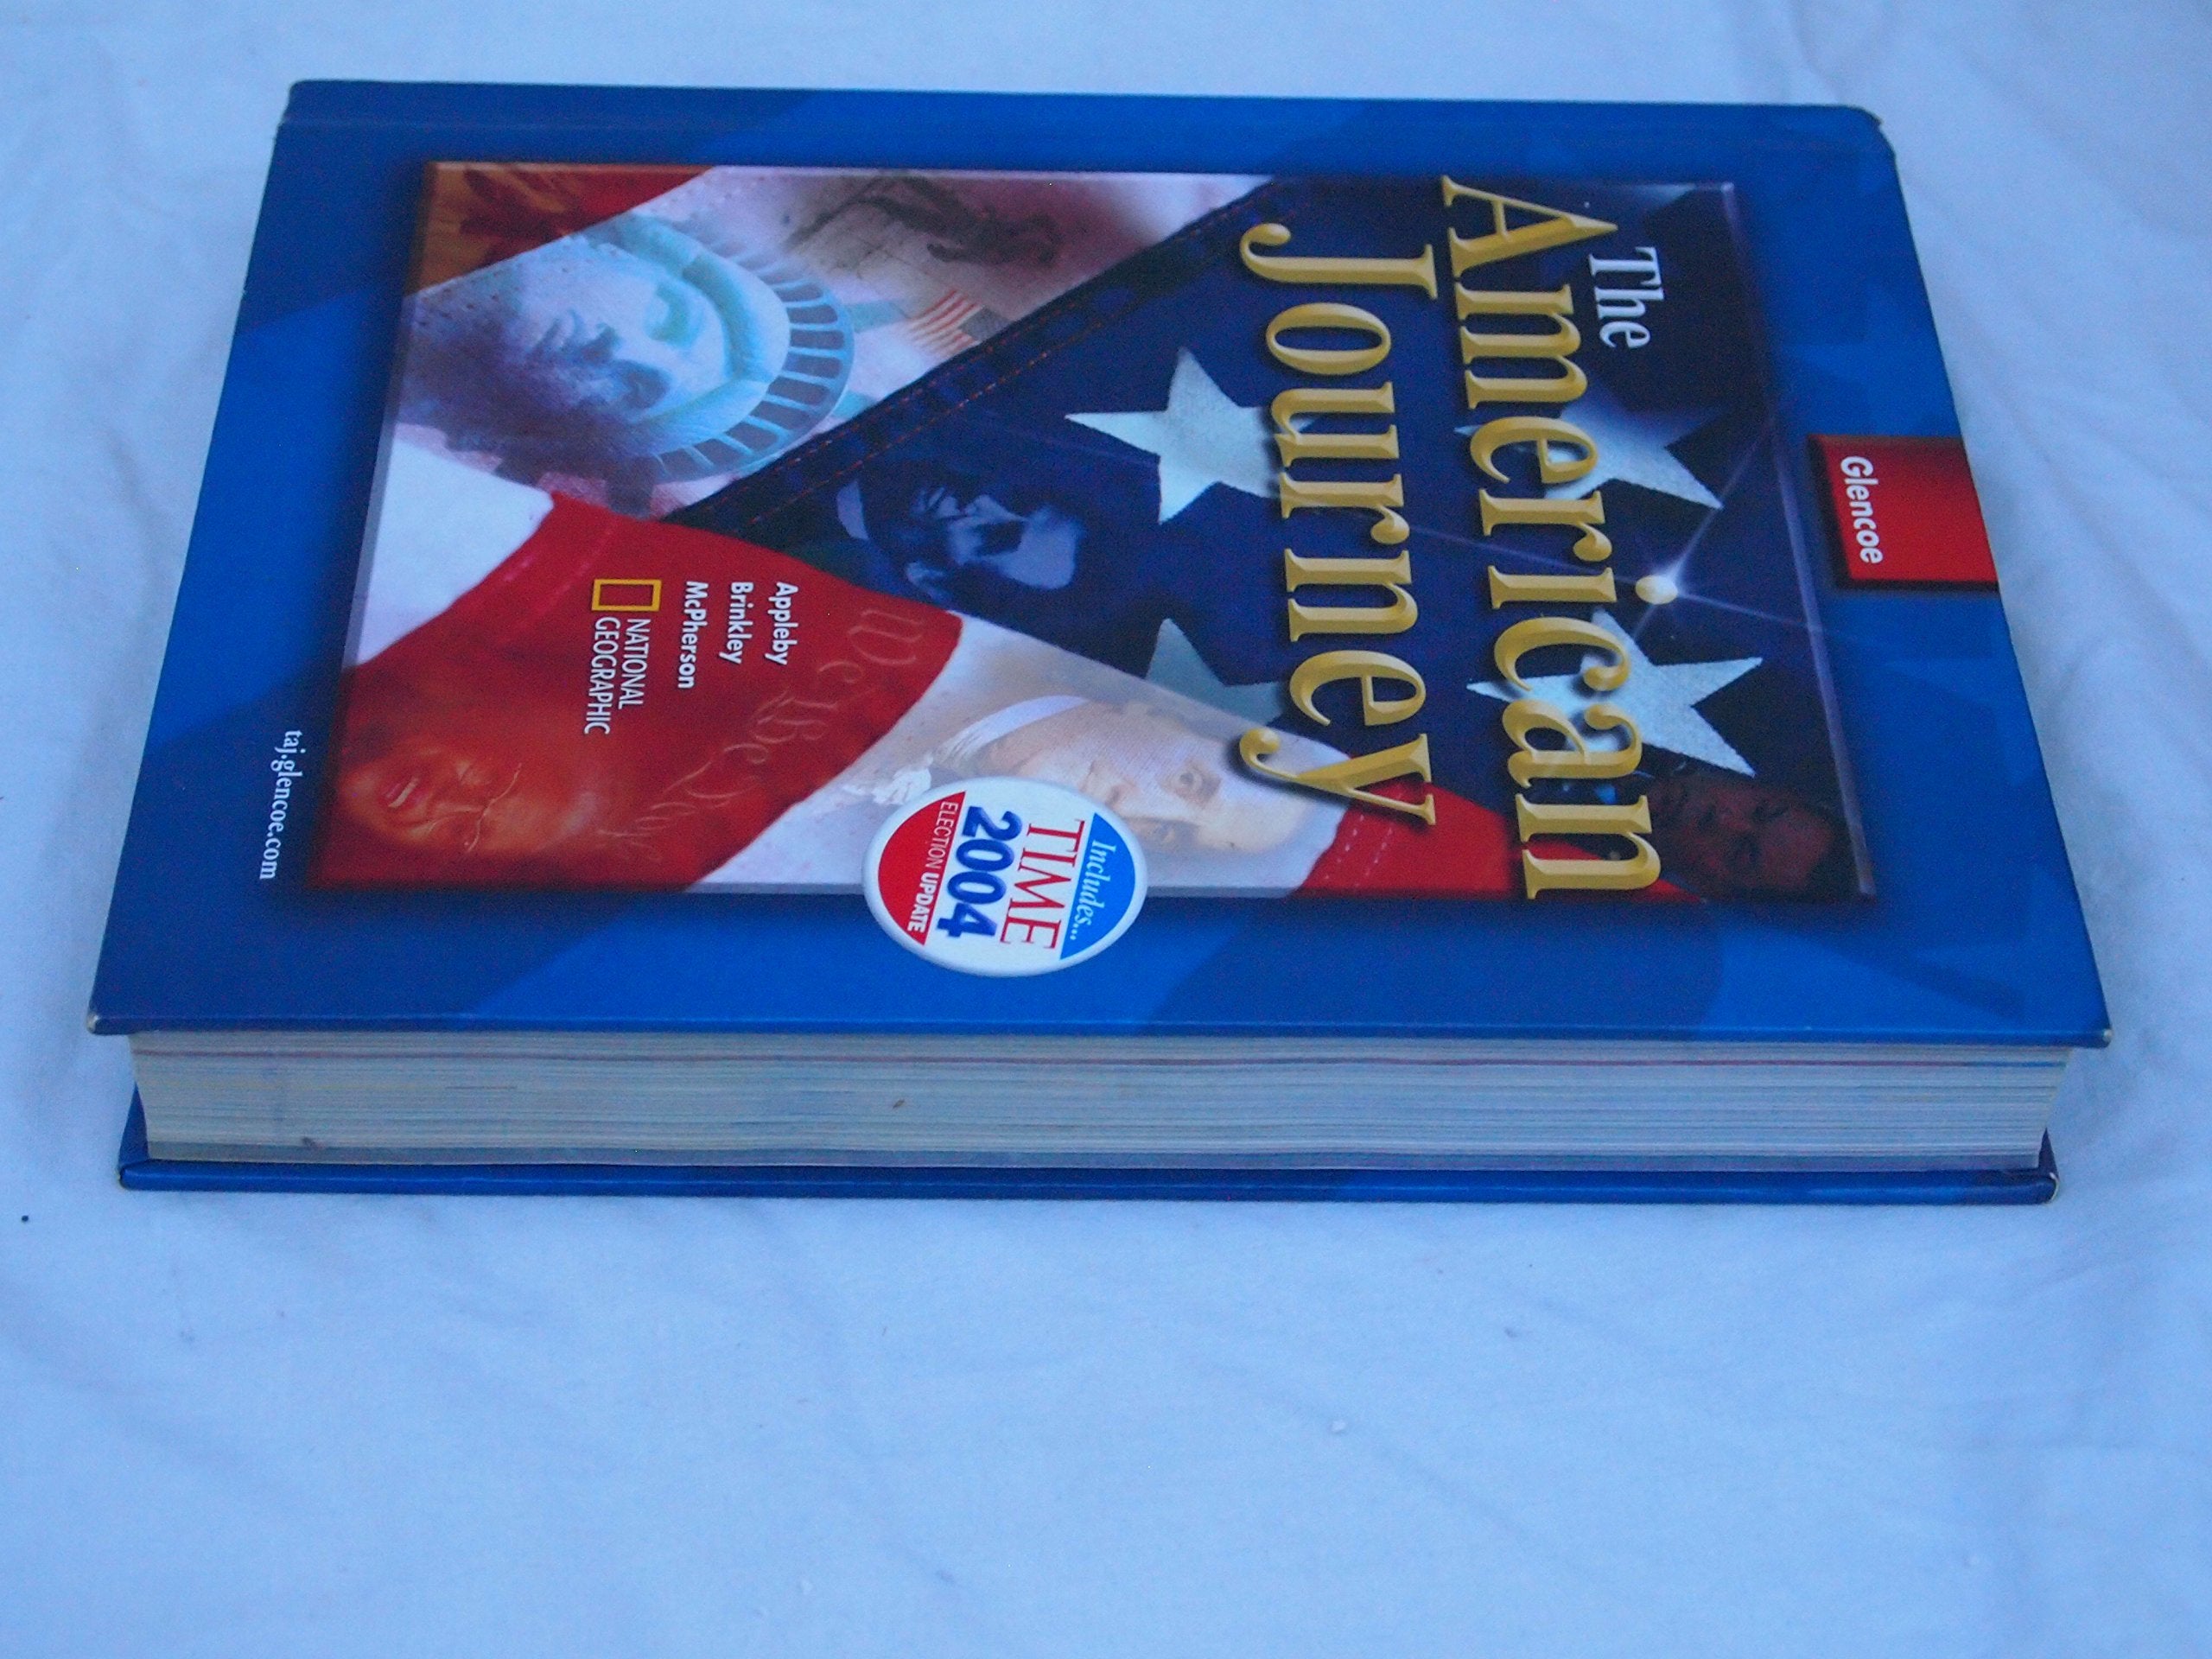 Glencoe
The
American
Journey
Includes...
TIME
2004
ELECTION UPDATE
Appleby
Brinkley
McPherson
NATIONAL
GEOGRAPHIC
taj.glencoe.com